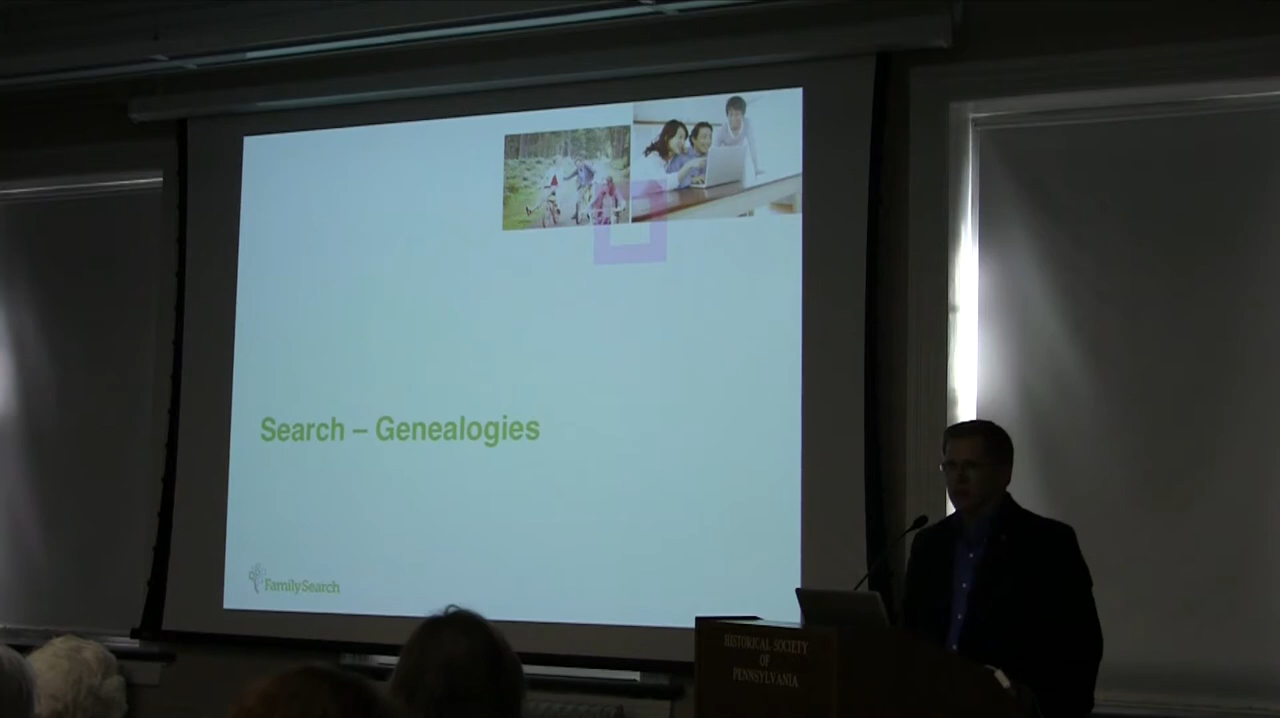 Search – Genealogies
FamilySearch
HISTORICAL SOCIETY
OF
PENNSYLVANIA